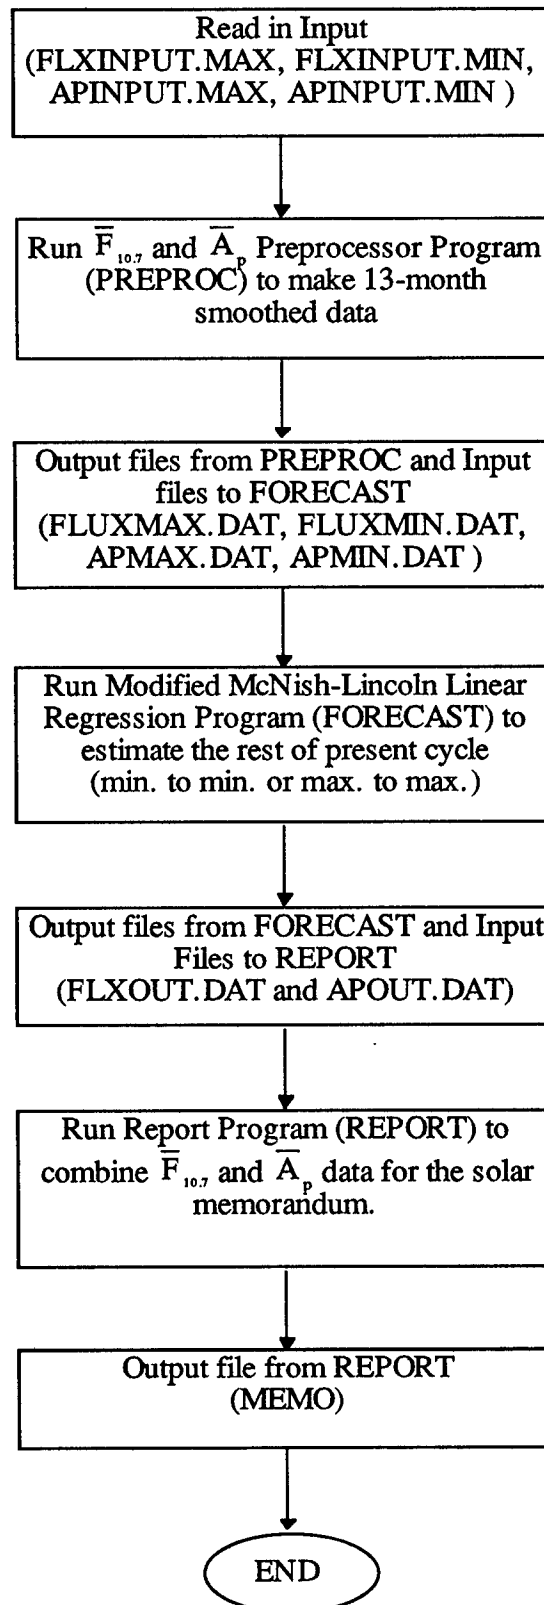 Read in Input
(FLXINPUT.MAX, FLXINPUT.MIN,
APINPUT.MAX, APINPUT.MIN )
Run F̅₁₀.₇ and A̅ₚ Preprocessor Program
(PREPROC) to make 13-month
smoothed data
Output files from PREPROC and Input
files to FORECAST
(FLUXMAX.DAT, FLUXMIN.DAT,
APMAX.DAT, APMIN.DAT )
Run Modified McNish-Lincoln Linear
Regression Program (FORECAST) to
estimate the rest of present cycle
(min. to min. or max. to max.)
Output files from FORECAST and Input
Files to REPORT
(FLXOUT.DAT and APOUT.DAT)
Run Report Program (REPORT) to
combine F̿₁₀.₇ and A̅ₚ data for the solar
memorandum.
Output file from REPORT
(MEMO)
END